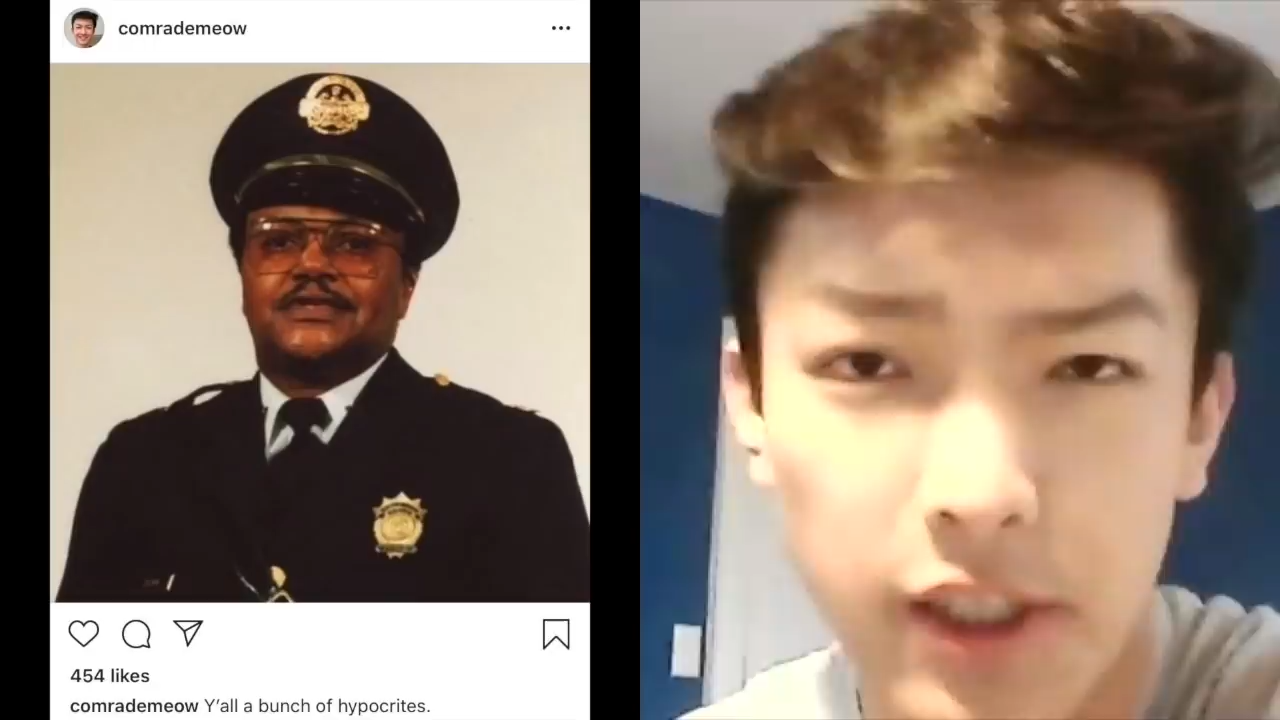 comrademeow
454 likes
comrademeow Y'all a bunch of hypocrites.